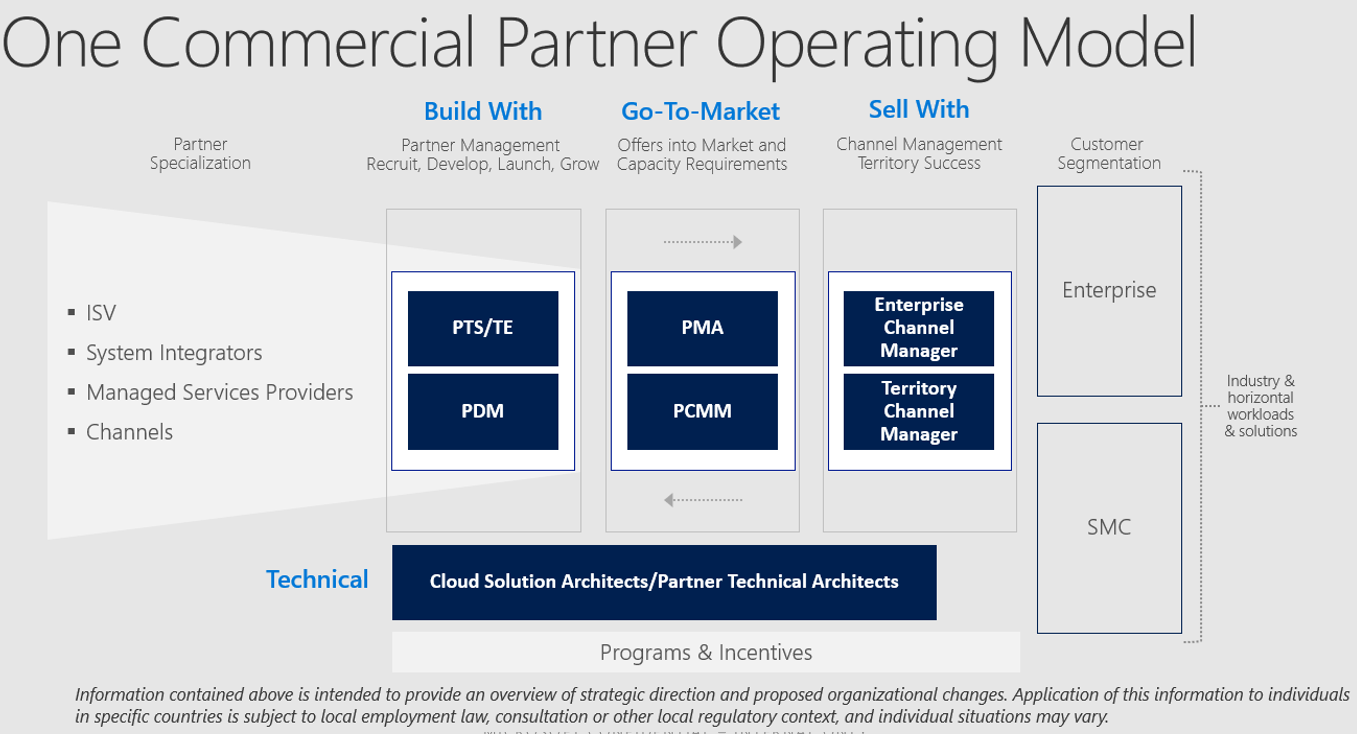 One Commercial Partner Operating Model
Build With
Go-To-Market
Sell With
Partner
Specialization
Partner Management
Recruit, Develop, Launch, Grow
Offers into Market and
Capacity Requirements
Channel Management
Territory Success
Customer
Segmentation
▪ ISV
▪ System Integrators
▪ Managed Services Providers
▪ Channels
PTS/TE
PDM
PMA
PCMM
Enterprise
Channel
Manager
Territory
Channel
Manager
Enterprise
SMC
Industry &
horizontal
workloads
& solutions
Technical
Cloud Solution Architects/Partner Technical Architects
Programs & Incentives
Information contained above is intended to provide an overview of strategic direction and proposed organizational changes. Application of this information to individuals
in specific countries is subject to local employment law, consultation or other local regulatory context, and individual situations may vary.